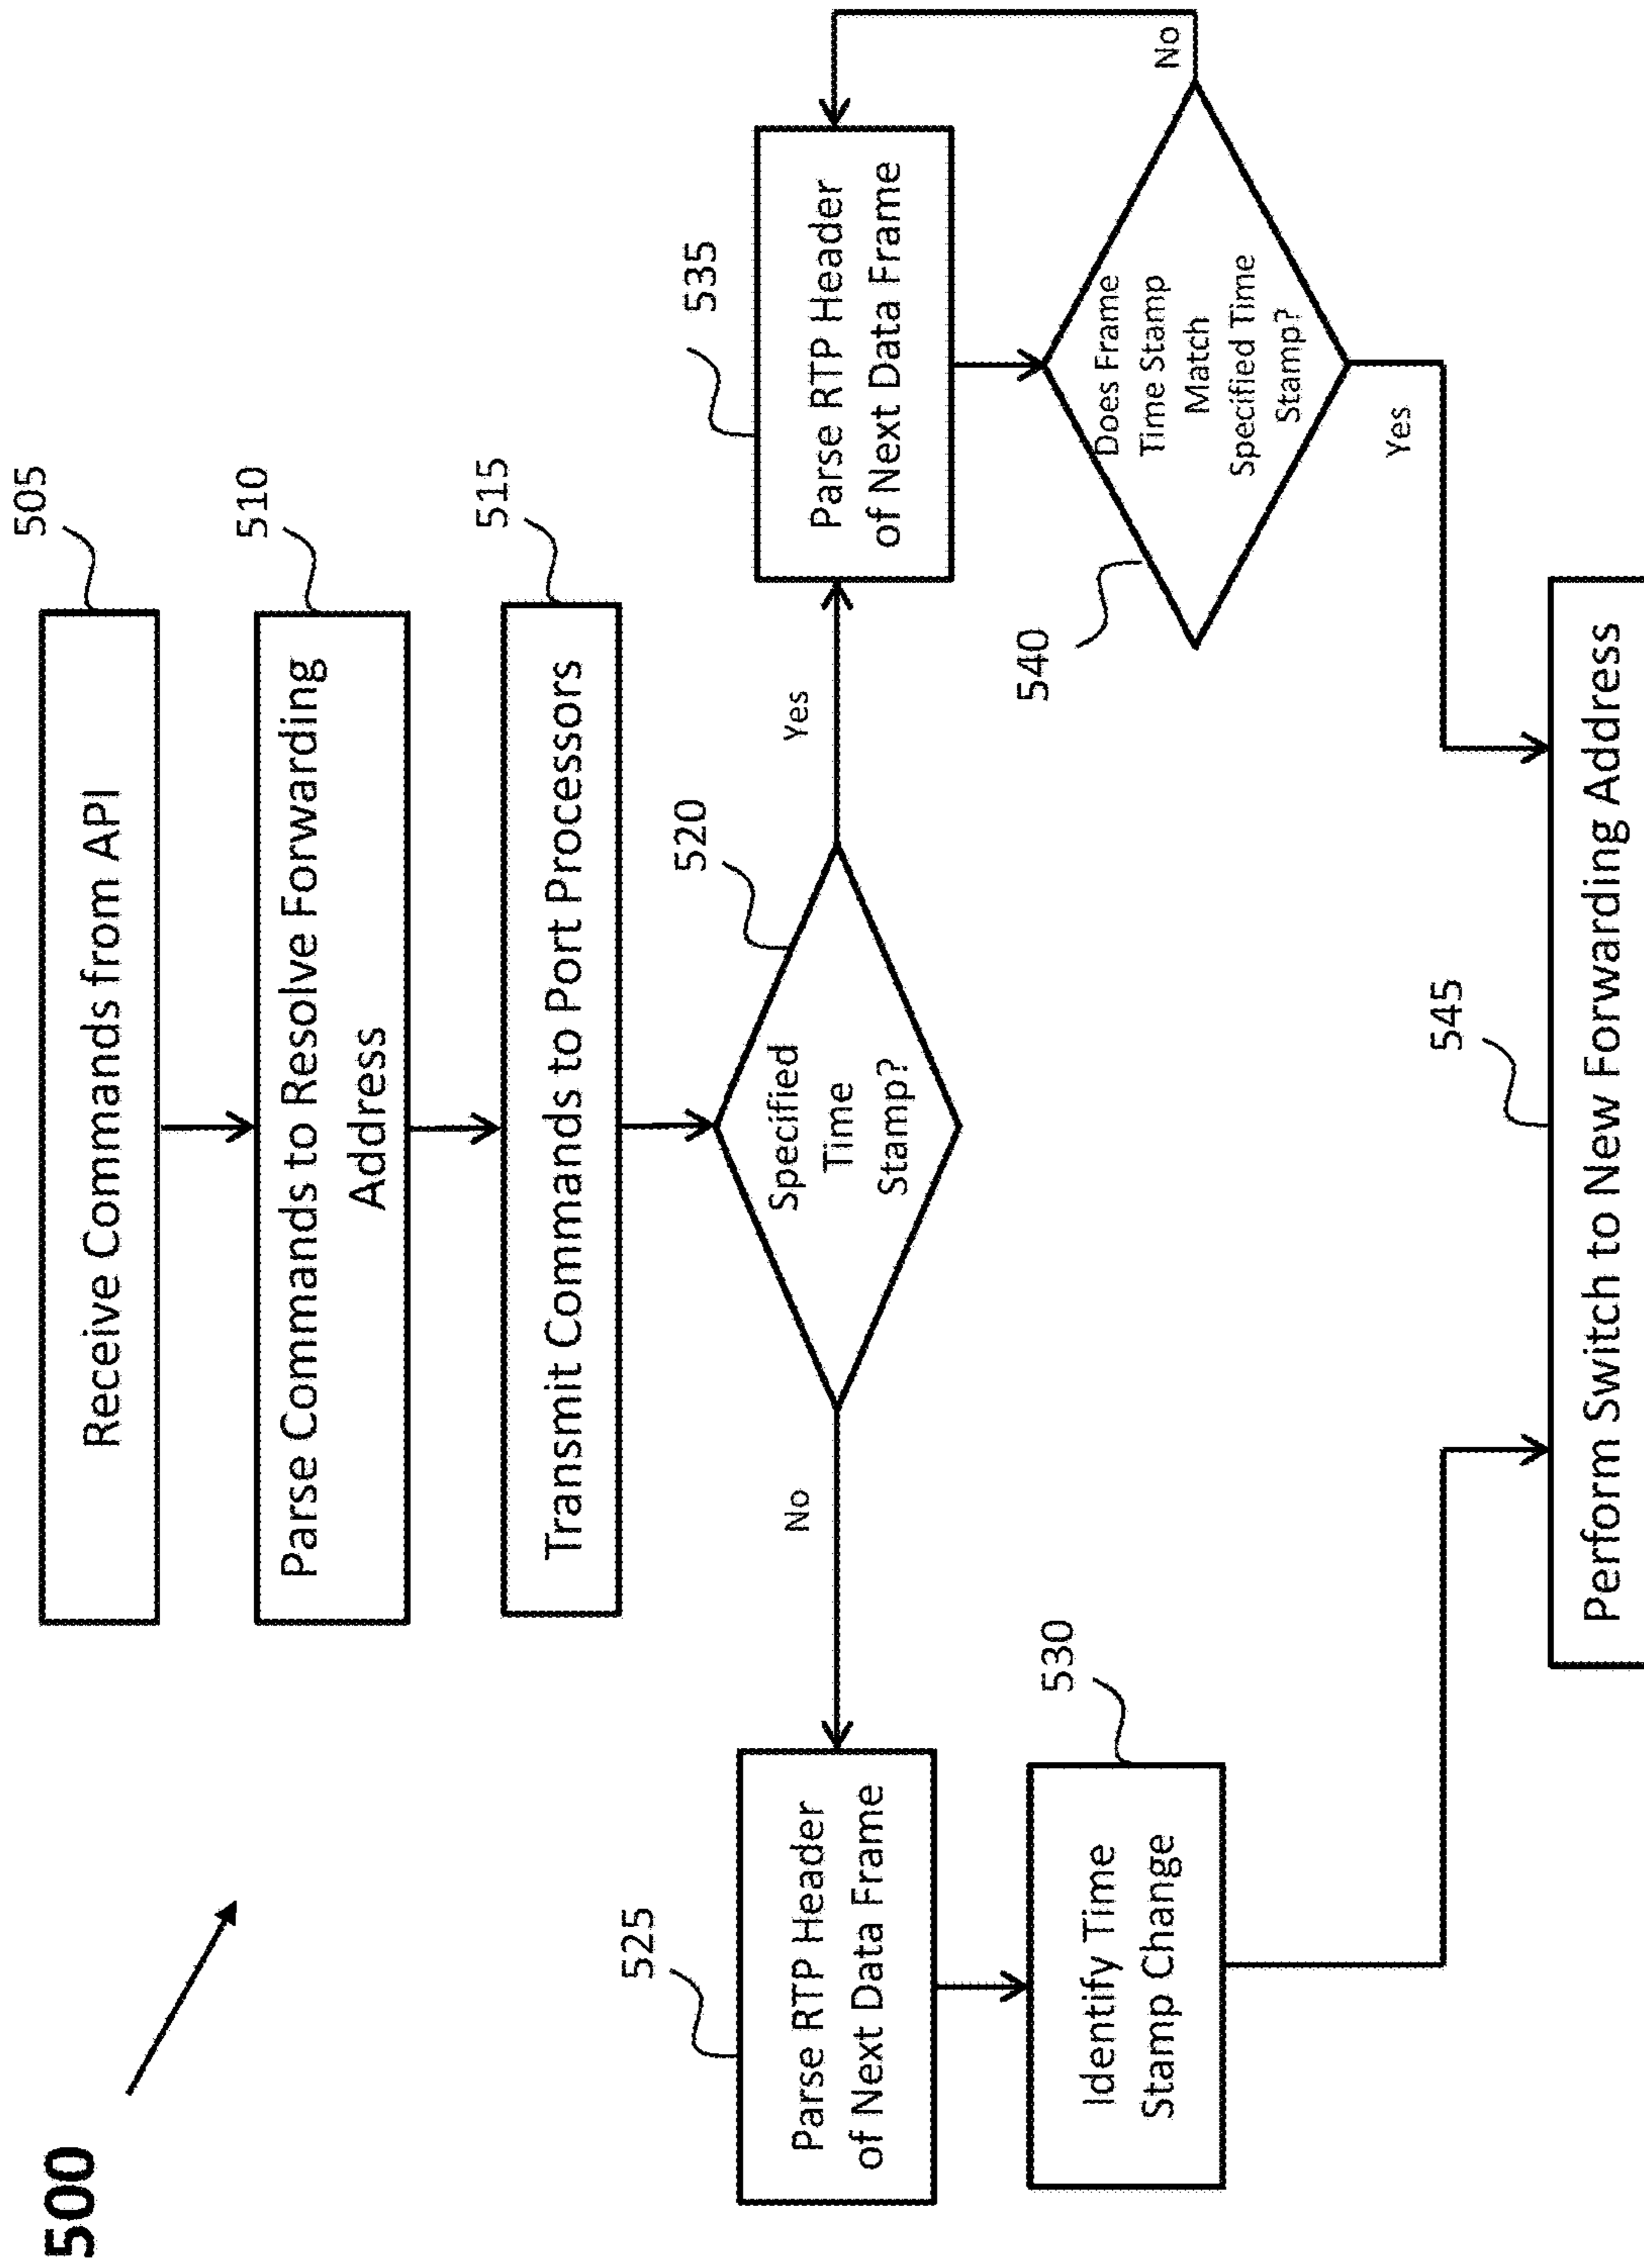 500
505
Receive Commands from API
510
Parse Commands to Resolve Forwarding
Address
515
Transmit Commands to Port Processors
520
Specified
Time
Stamp?
No
Yes
525
Parse RTP Header
of Next Data Frame
530
Identify Time
Stamp Change
535
Parse RTP Header
of Next Data Frame
540
Does Frame
Time Stamp
Match
Specified Time
Stamp?
No
Yes
545
Perform Switch to New Forwarding Address